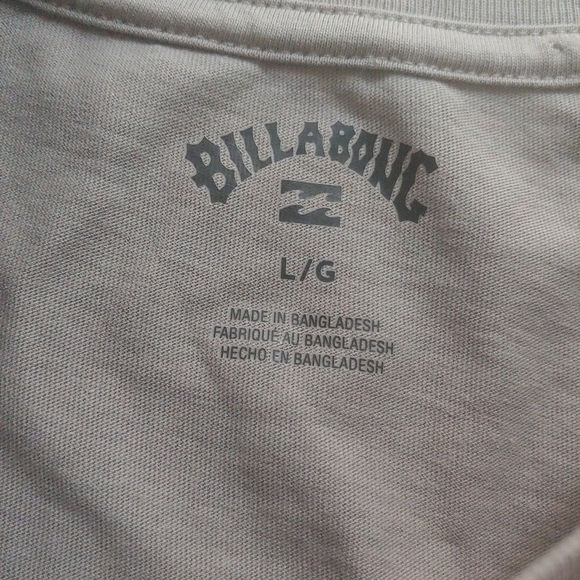 BILLABONG
L/G
MADE IN BANGLADESH
FABRIQUÉ AU BANGLADESH
HECHO EN BANGLADESH